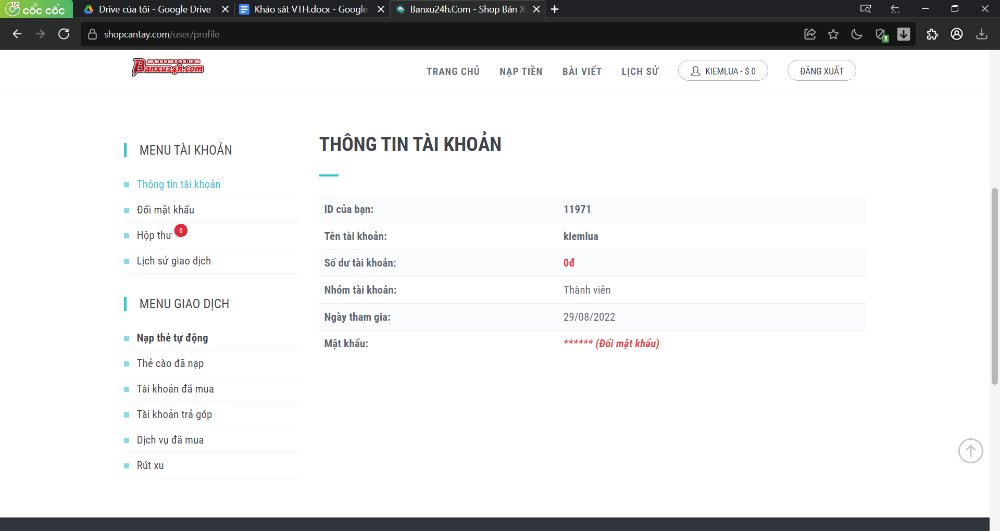 cốc cốc
Drive của tôi - Google Drive
Khảo sát VTH.docx - Google
Banxu24h.Com - Shop Bán X
shopcantay.com/user/profile
1
Banxu24h.com
TRANG CHỦ
NẠP TIỀN
BÀI VIẾT
LỊCH SỬ
KIEMLUA - $ 0
ĐĂNG XUẤT
MENU TÀI KHOẢN
Thông tin tài khoản
Đổi mật khẩu
Hộp thư 0
Lịch sử giao dịch
MENU GIAO DỊCH
Nạp thẻ tự động
Thẻ cào đã nạp
Tài khoản đã mua
Tài khoản trả góp
Dịch vụ đã mua
Rút xu
THÔNG TIN TÀI KHOẢN
ID của bạn: 11971
Tên tài khoản: kiemlua
Số dư tài khoản: 0đ
Nhóm tài khoản: Thành viên
Ngày tham gia: 29/08/2022
Mật khẩu: ****** (Đổi mật khẩu)